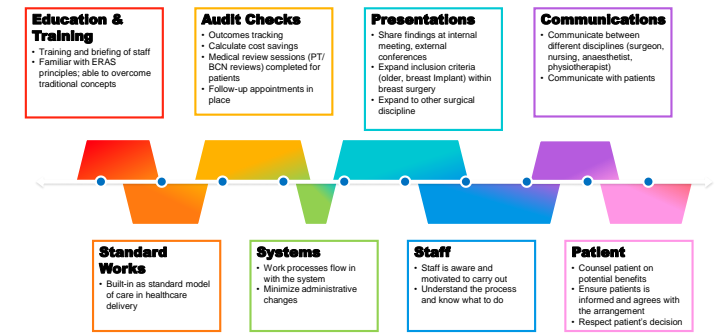 Education &
Training
• Training and briefing of staff
• Familiar with ERAS
principles; able to overcome
traditional concepts
Audit Checks
• Outcomes tracking
• Calculate cost savings
• Medical review sessions (PT/
BCN reviews) completed for
patients
• Follow-up appointments in
place
Presentations
• Share findings at internal
meeting, external
conferences
• Expand inclusion criteria
(older, breast Implant) within
breast surgery
• Expand to other surgical
discipline
Communications
• Communicate between
different disciplines (surgeon,
nursing, anaesthetist,
physiotherapist)
• Communicate with patients
Standard
Works
• Built-in as standard model
of care in healthcare
delivery
Systems
• Work processes flow in
with the system
• Minimize administrative
changes
Staff
• Staff is aware and
motivated to carry out
• Understand the process
and know what to do
Patient
• Counsel patient on
potential benefits
• Ensure patients is
informed and agrees with
the arrangement
• Respect patient's decision